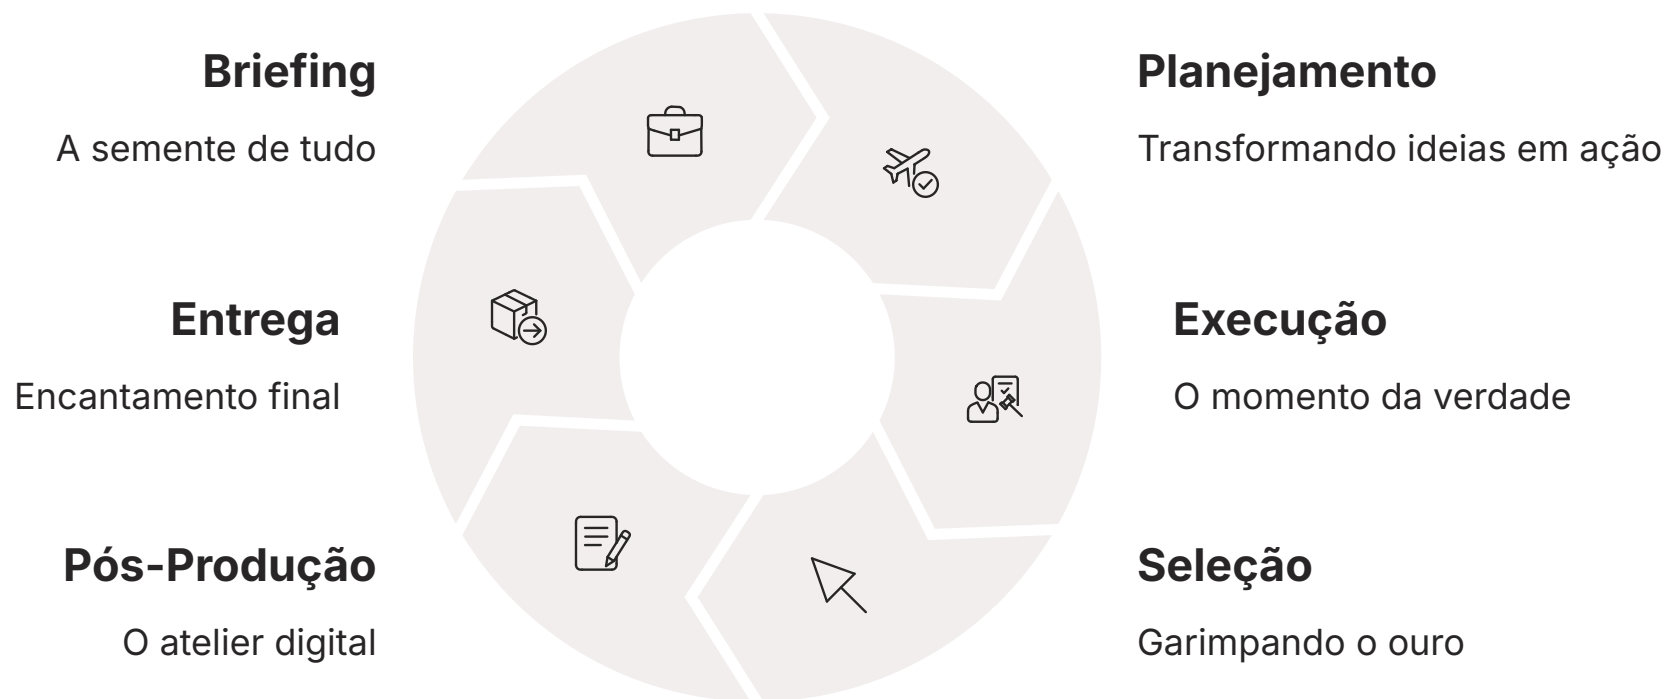 Briefing
A semente de tudo
Planejamento
Transformando ideias em ação
Entrega
Encantamento final
Execução
O momento da verdade
Pós-Produção
O atelier digital
Seleção
Garimpando o ouro